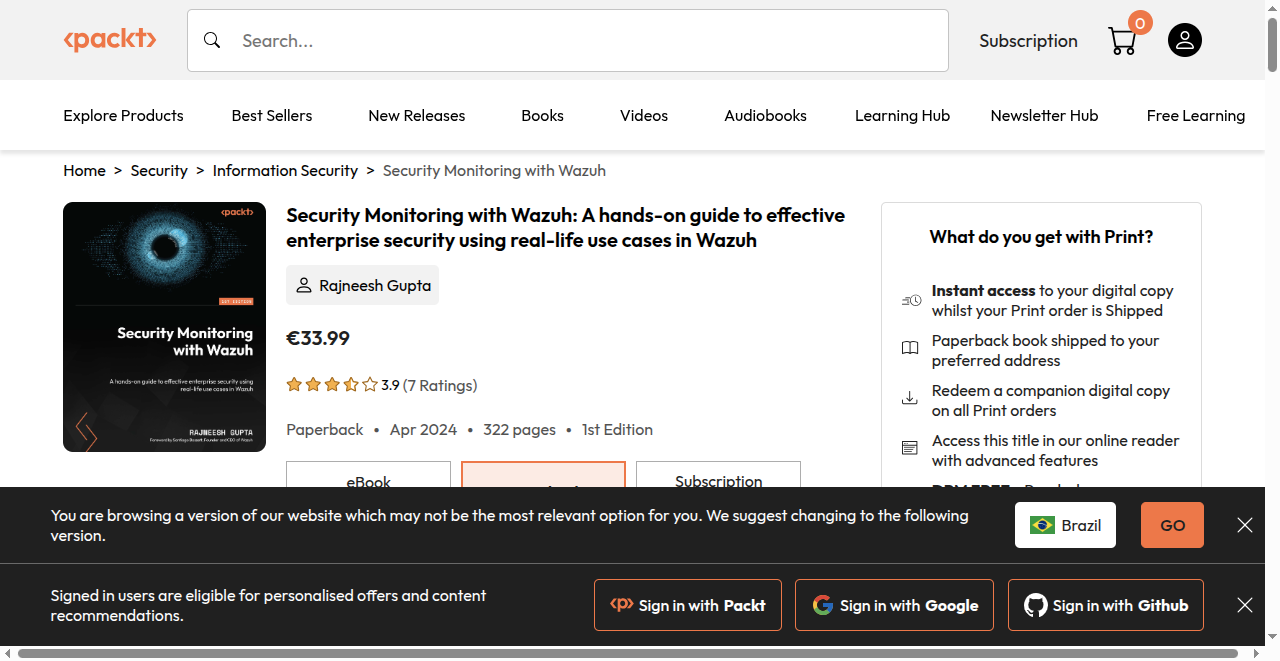 <packt>
Search...
Subscription
0
Explore Products
Best Sellers
New Releases
Books
Videos
Audiobooks
Learning Hub
Newsletter Hub
Free Learning
Home > Security > Information Security > Security Monitoring with Wazuh
<packt>
1ST EDITION
Security Monitoring
with Wazuh
A hands-on guide to effective enterprise security using
real-life use cases in Wazuh
RAJNEESH GUPTA
Foreword by Santiago Bassett, Founder and CEO of Wazuh
Security Monitoring with Wazuh: A hands-on guide to effective
enterprise security using real-life use cases in Wazuh
Rajneesh Gupta
€33.99
3.9 (7 Ratings)
Paperback • Apr 2024 • 322 pages • 1st Edition
eBook
Subscription
What do you get with Print?
Instant access to your digital copy
whilst your Print order is Shipped
Paperback book shipped to your
preferred address
Redeem a companion digital copy
on all Print orders
Access this title in our online reader
with advanced features
You are browsing a version of our website which may not be the most relevant option for you. We suggest changing to the following
version.
Brazil
GO
Signed in users are eligible for personalised offers and content
recommendations.
<p> Sign in with Packt
Sign in with Google
Sign in with Github